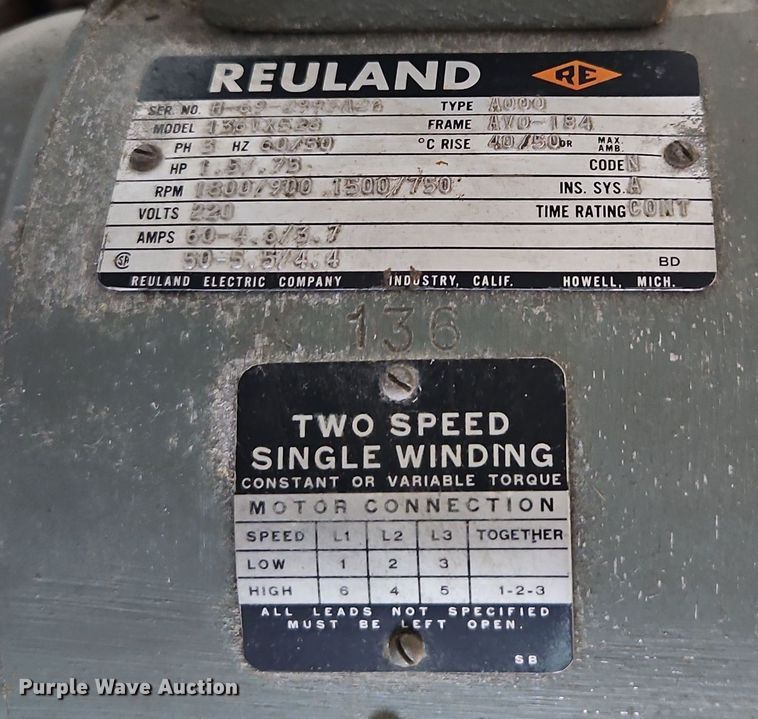 REULAND RE
SER. NO. TYPE A000
MODEL FRAME AVD-184
PH 3 HZ 60/50 °C RISE 40/50 OR MAX. AMB.
HP 1.5/.75 CODE N
RPM 1800/900 1500/750 INS. SYS. A
VOLTS 220 TIME RATING CONT
AMPS 60-4.6/3.7
SA 50-5.5/4.4 BD
REULAND ELECTRIC COMPANY INDUSTRY, CALIF. HOWELL, MICH.
136
TWO SPEED
SINGLE WINDING
CONSTANT OR VARIABLE TORQUE
MOTOR CONNECTION
SPEED L1 L2 L3 TOGETHER
LOW 1 2 3
HIGH 6 4 5 1-2-3
ALL LEADS NOT SPECIFIED
MUST BE LEFT OPEN.
SB
Purple Wave Auction